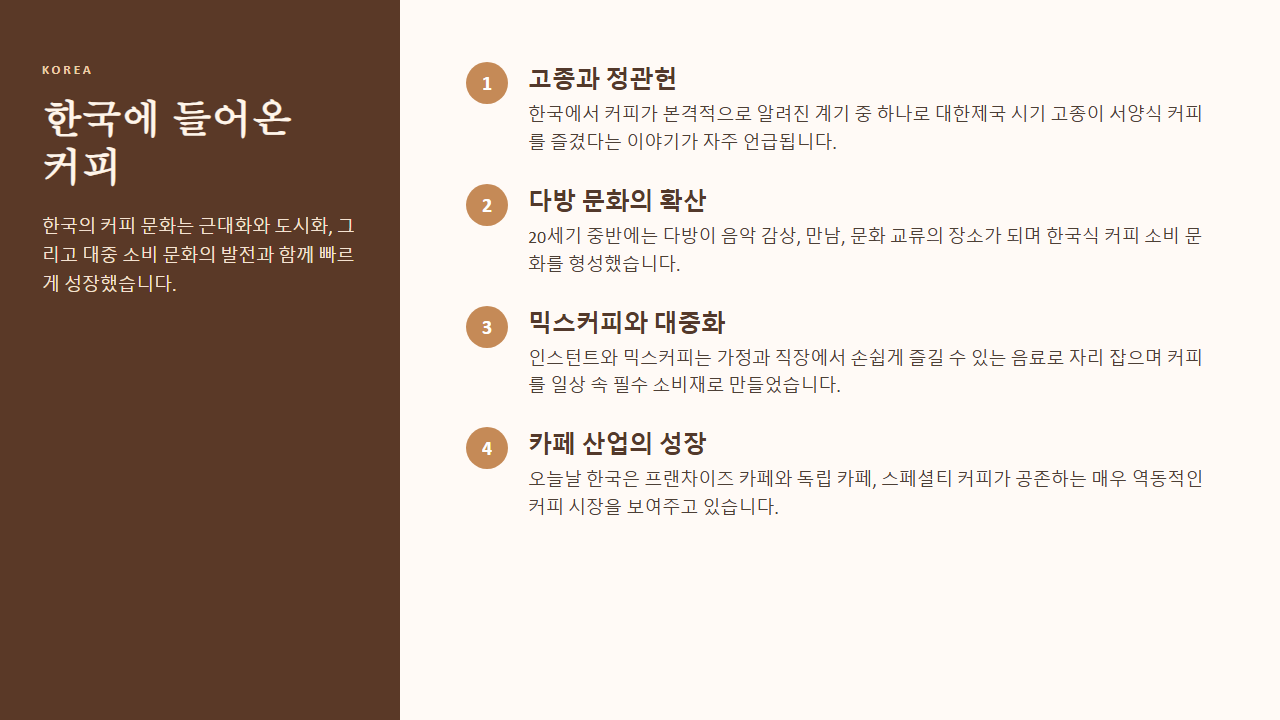 KOREA
한국에 들어온
커피
한국의 커피 문화는 근대화와 도시화, 그
리고 대중 소비 문화의 발전과 함께 빠르
게 성장했습니다.
1
고종과 정관헌
한국에서 커피가 본격적으로 알려진 계기 중 하나로 대한제국 시기 고종이 서양식 커피
를 즐겼다는 이야기가 자주 언급됩니다.
2
다방 문화의 확산
20세기 중반에는 다방이 음악 감상, 만남, 문화 교류의 장소가 되며 한국식 커피 소비 문
화를 형성했습니다.
3
믹스커피와 대중화
인스턴트와 믹스커피는 가정과 직장에서 손쉽게 즐길 수 있는 음료로 자리 잡으며 커피
를 일상 속 필수 소비재로 만들었습니다.
4
카페 산업의 성장
오늘날 한국은 프랜차이즈 카페와 독립 카페, 스페셜티 커피가 공존하는 매우 역동적인
커피 시장을 보여주고 있습니다.